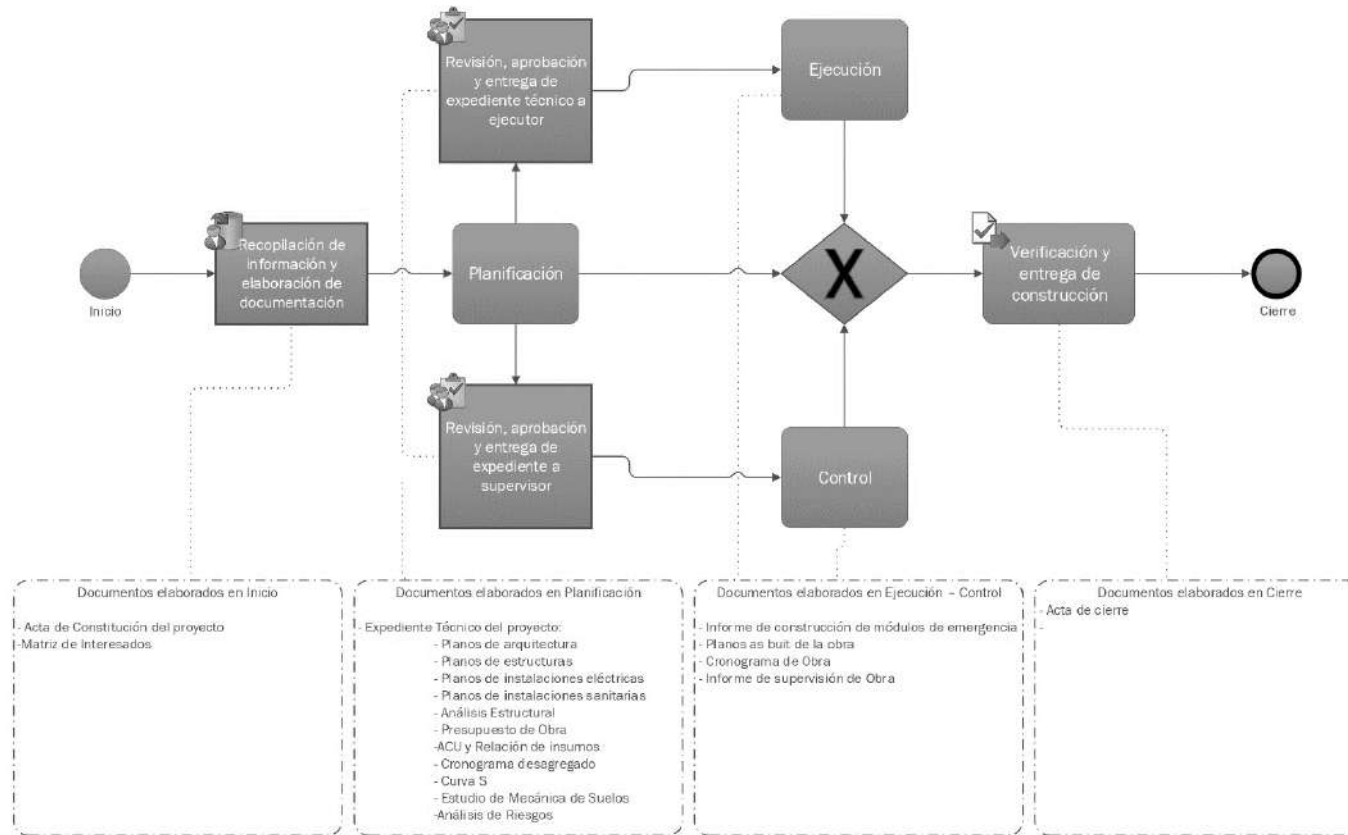 Revisión, aprobación
y entrega de
expediente técnico a
ejecutor
Ejecución
Inicio
Recopilación de
información y
elaboración de
documentación
Planificación
X
Verificación y
entrega de
construcción
Cierre
Revisión, aprobación
y entrega de
expediente a
supervisor
Control
Documentos elaborados en Inicio
- Acta de Constitución del proyecto
-Matriz de Interesados
Documentos elaborados en Planificación
- Expediente Técnico del proyecto:
- Planos de arquitectura
- Planos de estructuras
- Planos de instalaciones eléctricas
- Planos de instalaciones sanitarias
- Análisis Estructural
- Presupuesto de Obra
-ACU y Relación de insumos
- Cronograma desagregado
- Curva S
- Estudio de Mecánica de Suelos
-Análisis de Riesgos
Documentos elaborados en Ejecución – Control
- Informe de construcción de módulos de emergencia
- Planos as buit de la obra
- Cronograma de Obra
- Informe de supervisión de Obra
Documentos elaborados en Cierre
- Acta de cierre
-